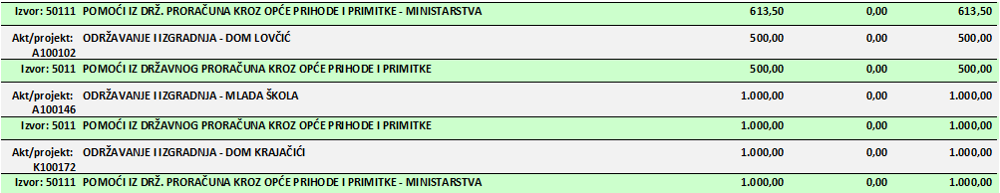 Izvor: 50111 POMOĆI IZ DRŽ. PRORAČUNA KROZ OPĆE PRIHODE I PRIMITKE - MINISTARSTVA 613,50 0,00 613,50
Akt/projekt: ODRŽAVANJE I IZGRADNJA - DOM LOVČIĆ 500,00 0,00 500,00
A100102
Izvor: 5011 POMOĆI IZ DRŽAVNOG PRORAČUNA KROZ OPĆE PRIHODE I PRIMITKE 500,00 0,00 500,00
Akt/projekt: ODRŽAVANJE I IZGRADNJA - MLADA ŠKOLA 1.000,00 0,00 1.000,00
A100146
Izvor: 5011 POMOĆI IZ DRŽAVNOG PRORAČUNA KROZ OPĆE PRIHODE I PRIMITKE 1.000,00 0,00 1.000,00
Akt/projekt: ODRŽAVANJE I IZGRADNJA - DOM KRAJAČIĆI 1.000,00 0,00 1.000,00
K100172
Izvor: 50111 POMOĆI IZ DRŽ. PRORAČUNA KROZ OPĆE PRIHODE I PRIMITKE - MINISTARSTVA 1.000,00 0,00 1.000,00